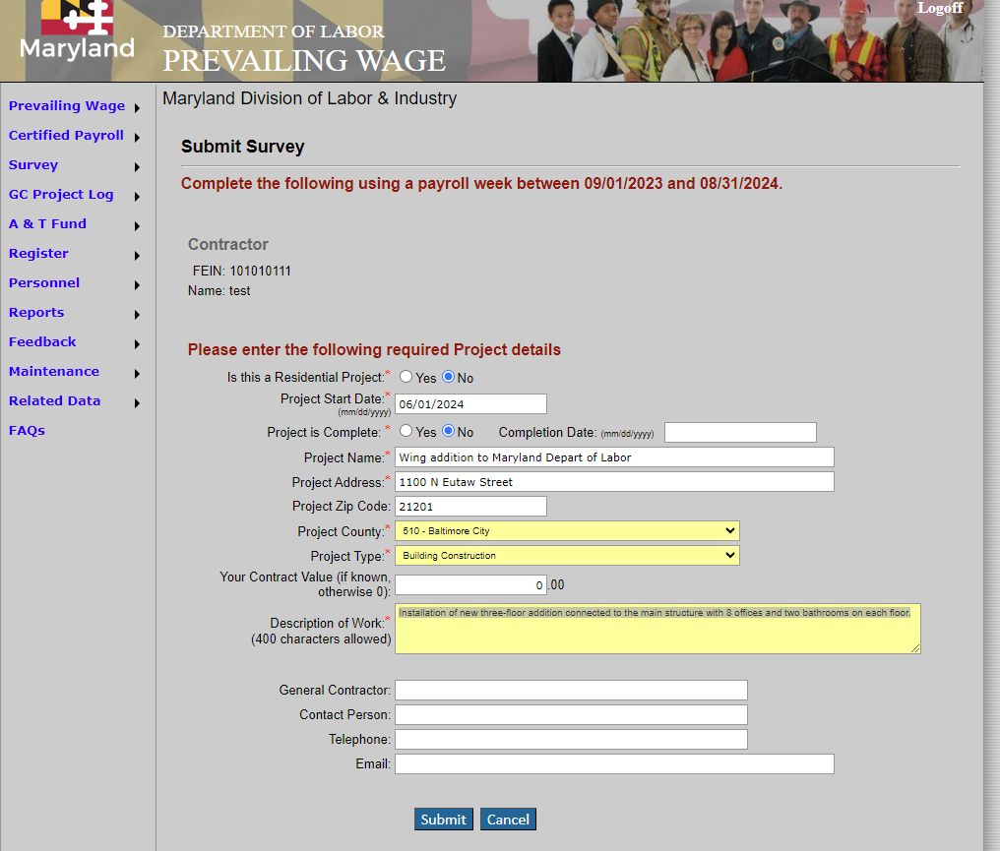 Logoff
Maryland
DEPARTMENT OF LABOR
PREVAILING WAGE
Prevailing Wage
Certified Payroll
Survey
GC Project Log
A & T Fund
Register
Personnel
Reports
Feedback
Maintenance
Related Data
FAQs
Maryland Division of Labor & Industry
Submit Survey
Complete the following using a payroll week between 09/01/2023 and 08/31/2024.
Contractor
FEIN: 101010111
Name: test
Please enter the following required Project details
Is this a Residential Project:* Yes No
Project Start Date:* 06/01/2024
(mm/dd/yyyy)
Project is Complete: * Yes No Completion Date: (mm/dd/yyyy)
Project Name:* Wing addition to Maryland Depart of Labor
Project Address:* 1100 N Eutaw Street
Project Zip Code: 21201
Project County:* 510 - Baltimore City
Project Type:* Building Construction
Your Contract Value (if known,
otherwise 0): 0 .00
Installation of new three-floor addition connected to the main structure with 8 offices and two bathrooms on each floor.
Description of Work:*
(400 characters allowed)
General Contractor:
Contact Person:
Telephone:
Email:
Submit Cancel